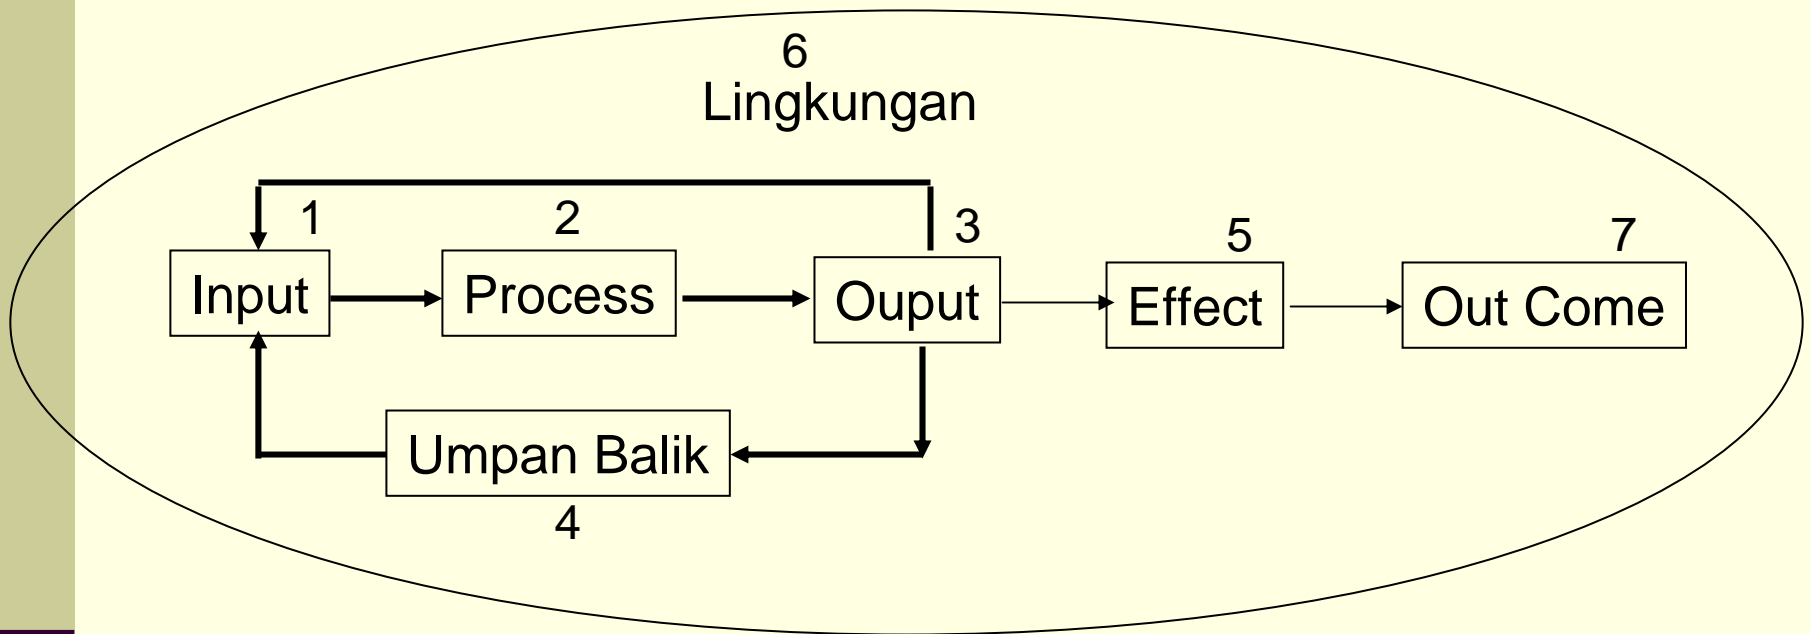 6
Lingkungan
1
2
3
5
7
Input
Process
Ouput
Effect
Out Come
Umpan Balik
4